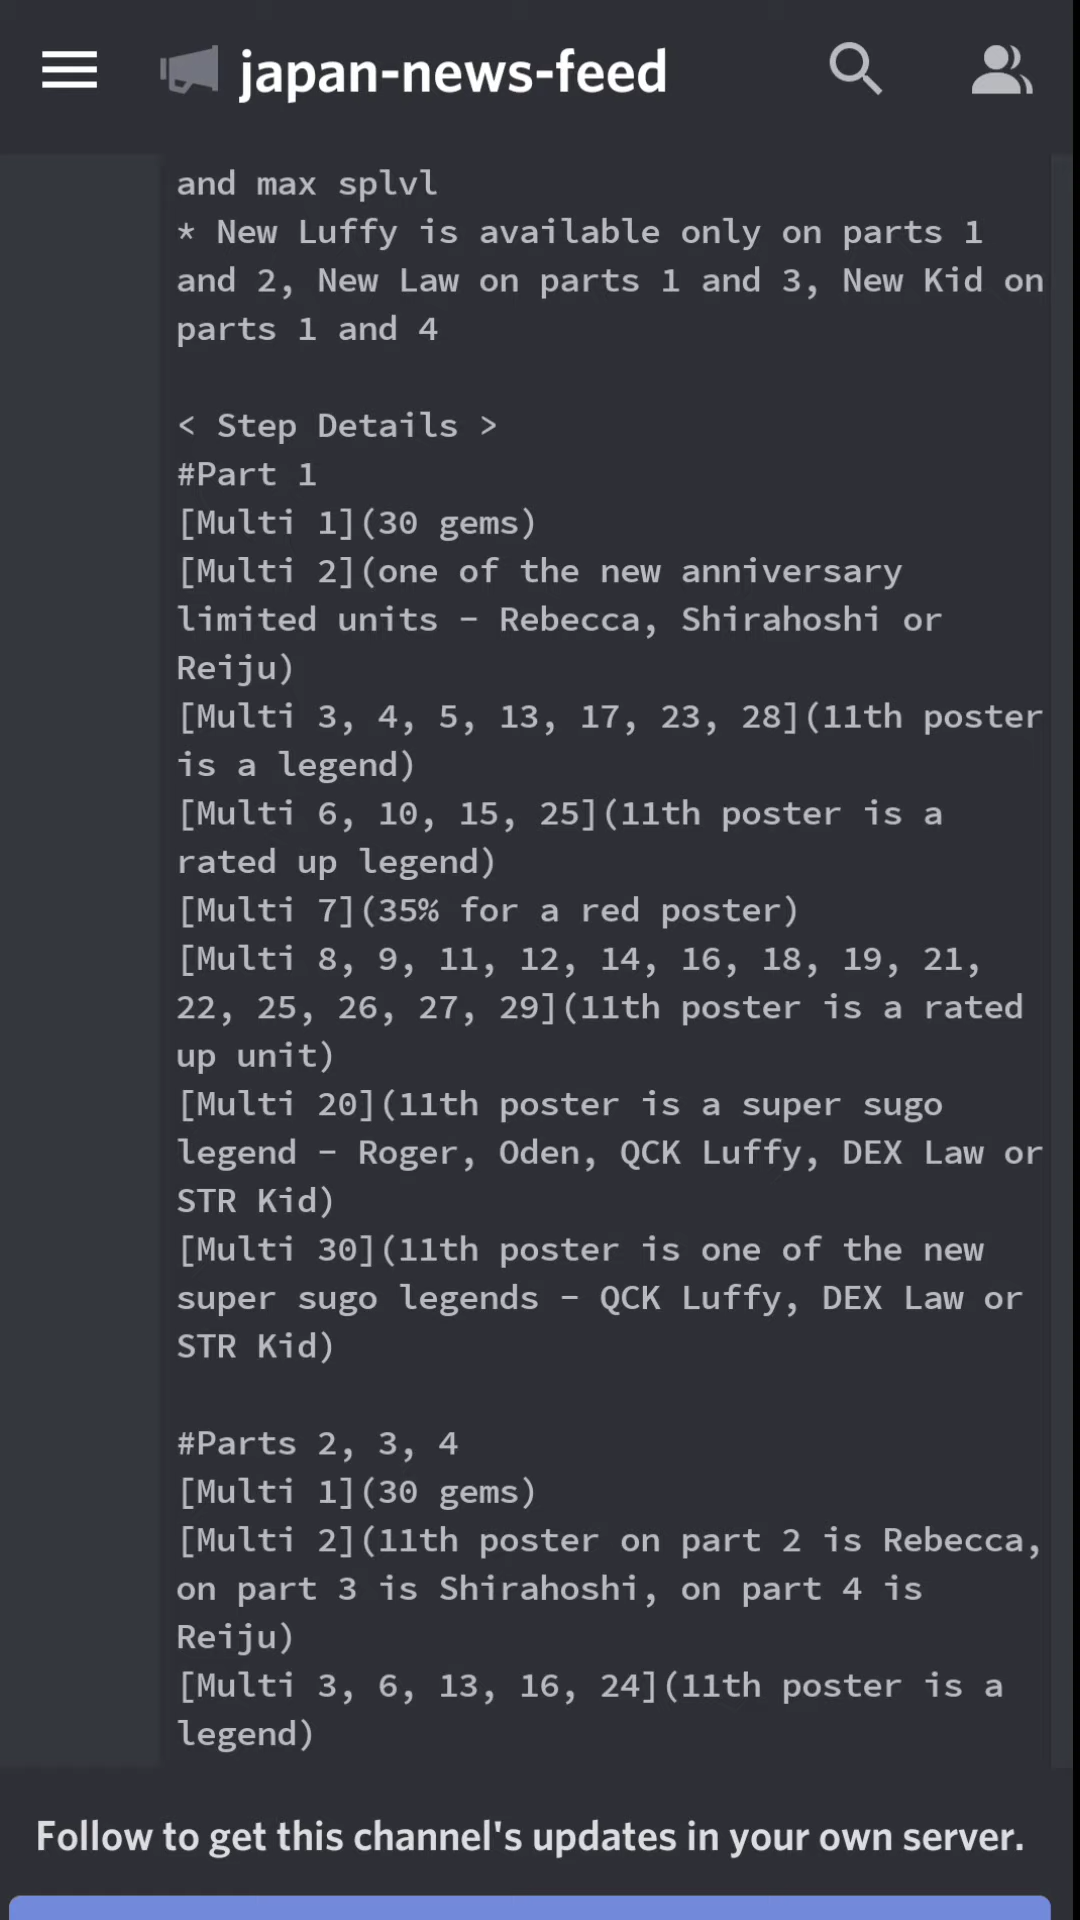 japan-news-feed
and max splvl
* New Luffy is available only on parts 1
and 2, New Law on parts 1 and 3, New Kid on
parts 1 and 4
< Step Details >
#Part 1
[Multi 1](30 gems)
[Multi 2](one of the new anniversary
limited units - Rebecca, Shirahoshi or
Reiju)
[Multi 3, 4, 5, 13, 17, 23, 28](11th poster
is a legend)
[Multi 6, 10, 15, 25](11th poster is a
rated up legend)
[Multi 7](35% for a red poster)
[Multi 8, 9, 11, 12, 14, 16, 18, 19, 21,
22, 25, 26, 27, 29](11th poster is a rated
up unit)
[Multi 20](11th poster is a super sugo
legend - Roger, Oden, QCK Luffy, DEX Law or
STR Kid)
[Multi 30](11th poster is one of the new
super sugo legends - QCK Luffy, DEX Law or
STR Kid)
#Parts 2, 3, 4
[Multi 1](30 gems)
[Multi 2](11th poster on part 2 is Rebecca,
on part 3 is Shirahoshi, on part 4 is
Reiju)
[Multi 3, 6, 13, 16, 24](11th poster is a
legend)
Follow to get this channel's updates in your own server.